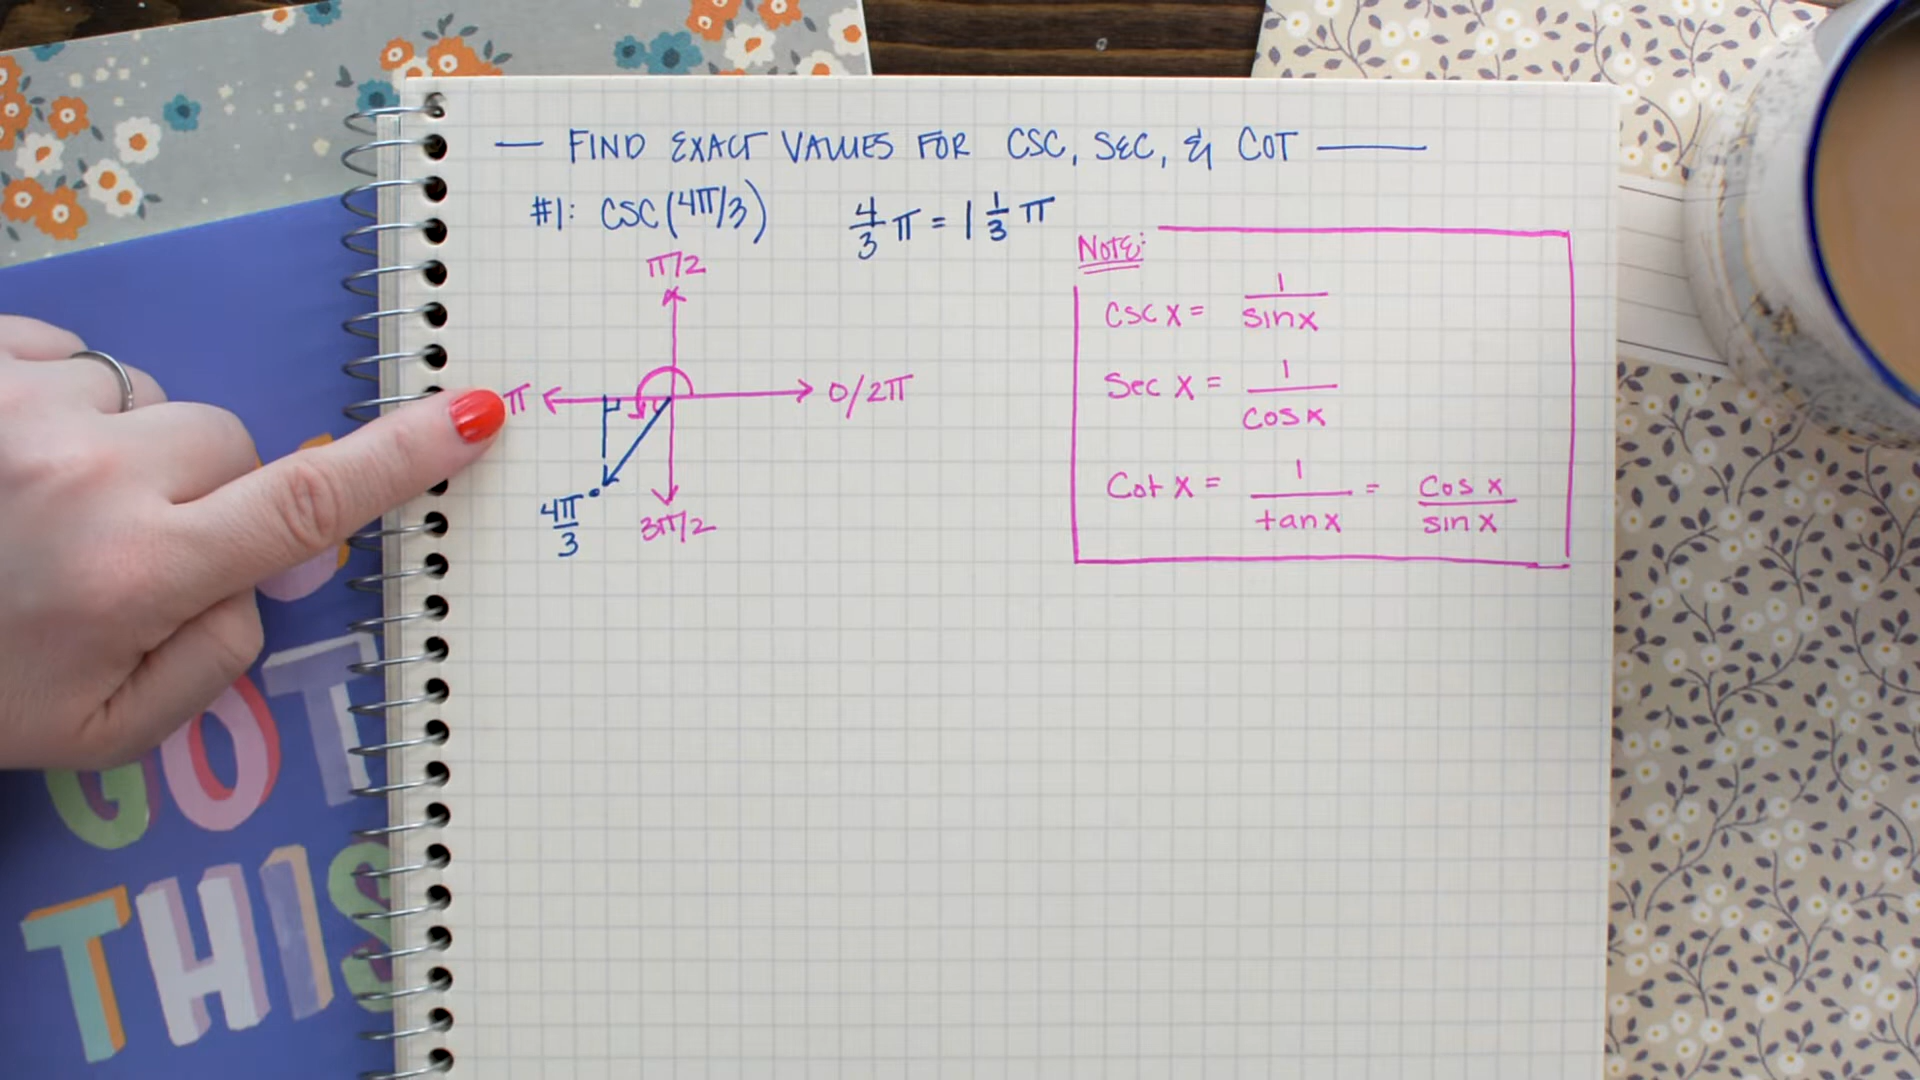 — FIND EXACT VALUES FOR CSC, SEC, & COT —
#1: CSC(4π/3)
4/3 π = 1 1/3 π
π/2
π
0/2π
4π/3
3π/2
NOTE:
CSC X = 1/sinx
Sec X = 1/cosx
Cot X = 1/tanx = cos x/sin x
GOT
THIS